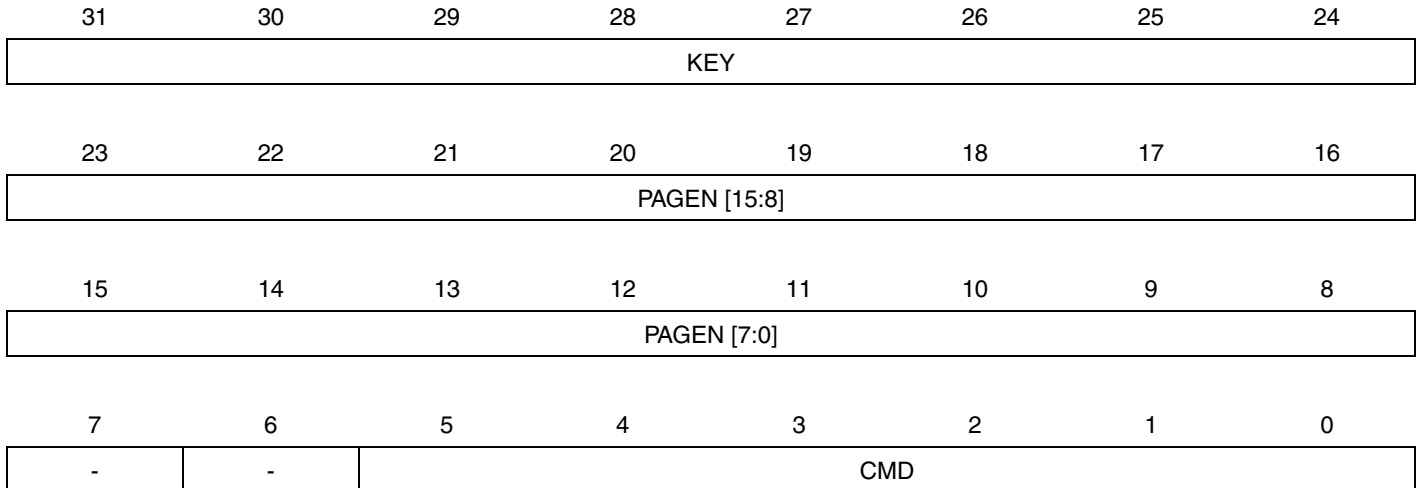 31 30 29 28 27 26 25 24
KEY
23 22 21 20 19 18 17 16
PAGEN [15:8]
15 14 13 12 11 10 9 8
PAGEN [7:0]
7 6 5 4 3 2 1 0
- - CMD